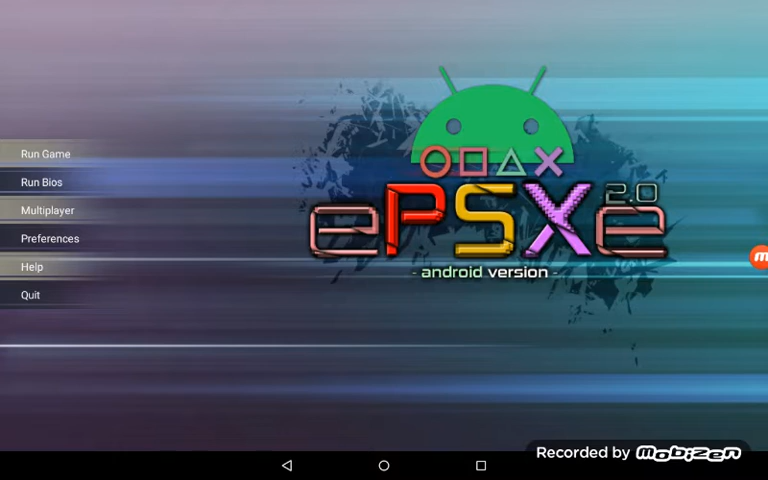 Run Game
Run Bios
Multiplayer
Preferences
Help
Quit
ePSXe 2.0
- android version -
Recorded by Mobizen